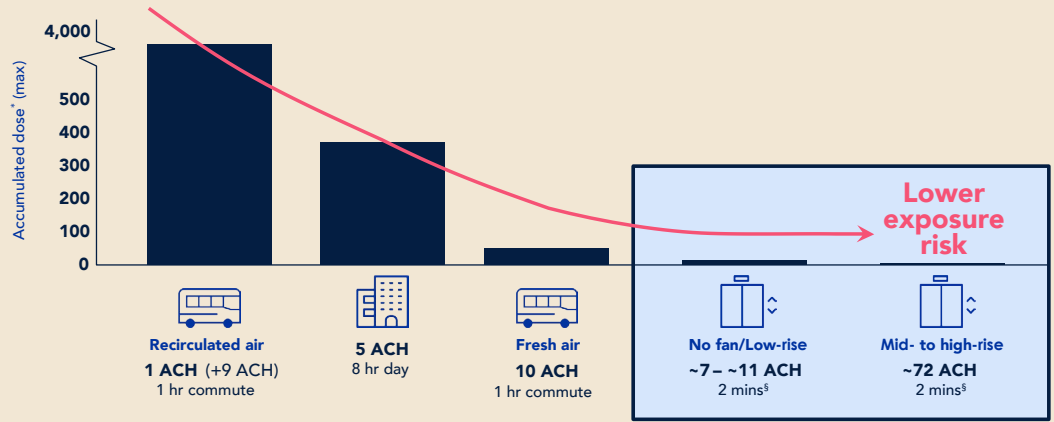 Accumulated dose* (max)
4,000
500
400
300
200
100
0
Lower
exposure
risk
Recirculated air
1 ACH (+9 ACH)
1 hr commute
5 ACH
8 hr day
Fresh air
10 ACH
1 hr commute
No fan/Low-rise
~7 – ~11 ACH
2 mins§
Mid- to high-rise
~72 ACH
2 mins§